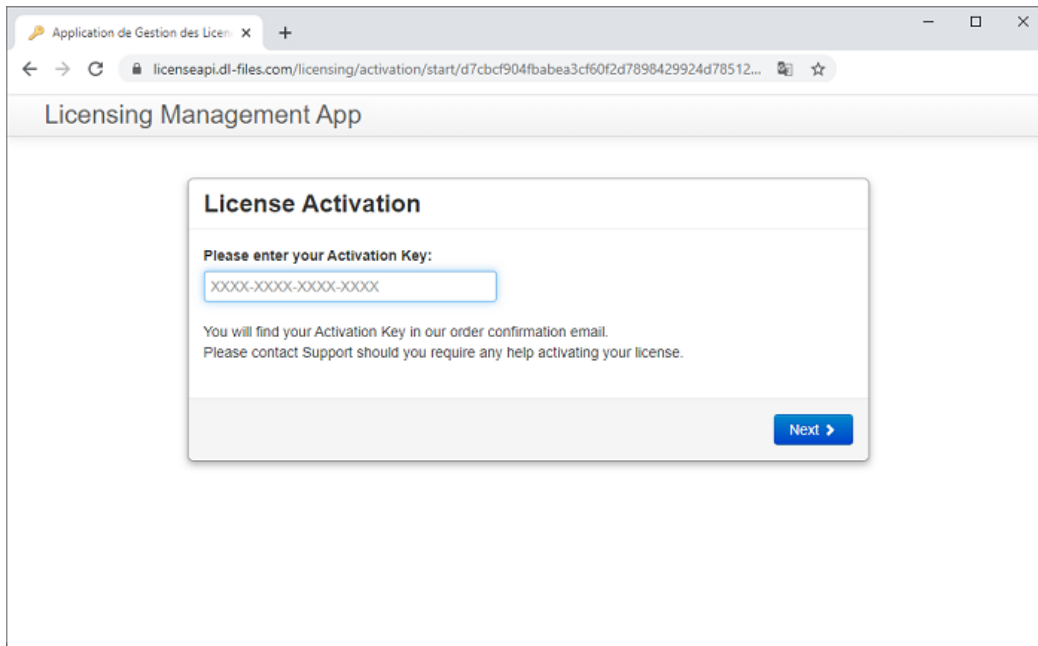 Application de Gestion des Licen
licenseapi.dl-files.com/licensing/activation/start/d7cbcf904fbabea3cf60f2d7898429924d78512...
Licensing Management App
License Activation
Please enter your Activation Key:
XXXX-XXXX-XXXX-XXXX
You will find your Activation Key in our order confirmation email.
Please contact Support should you require any help activating your license.
Next